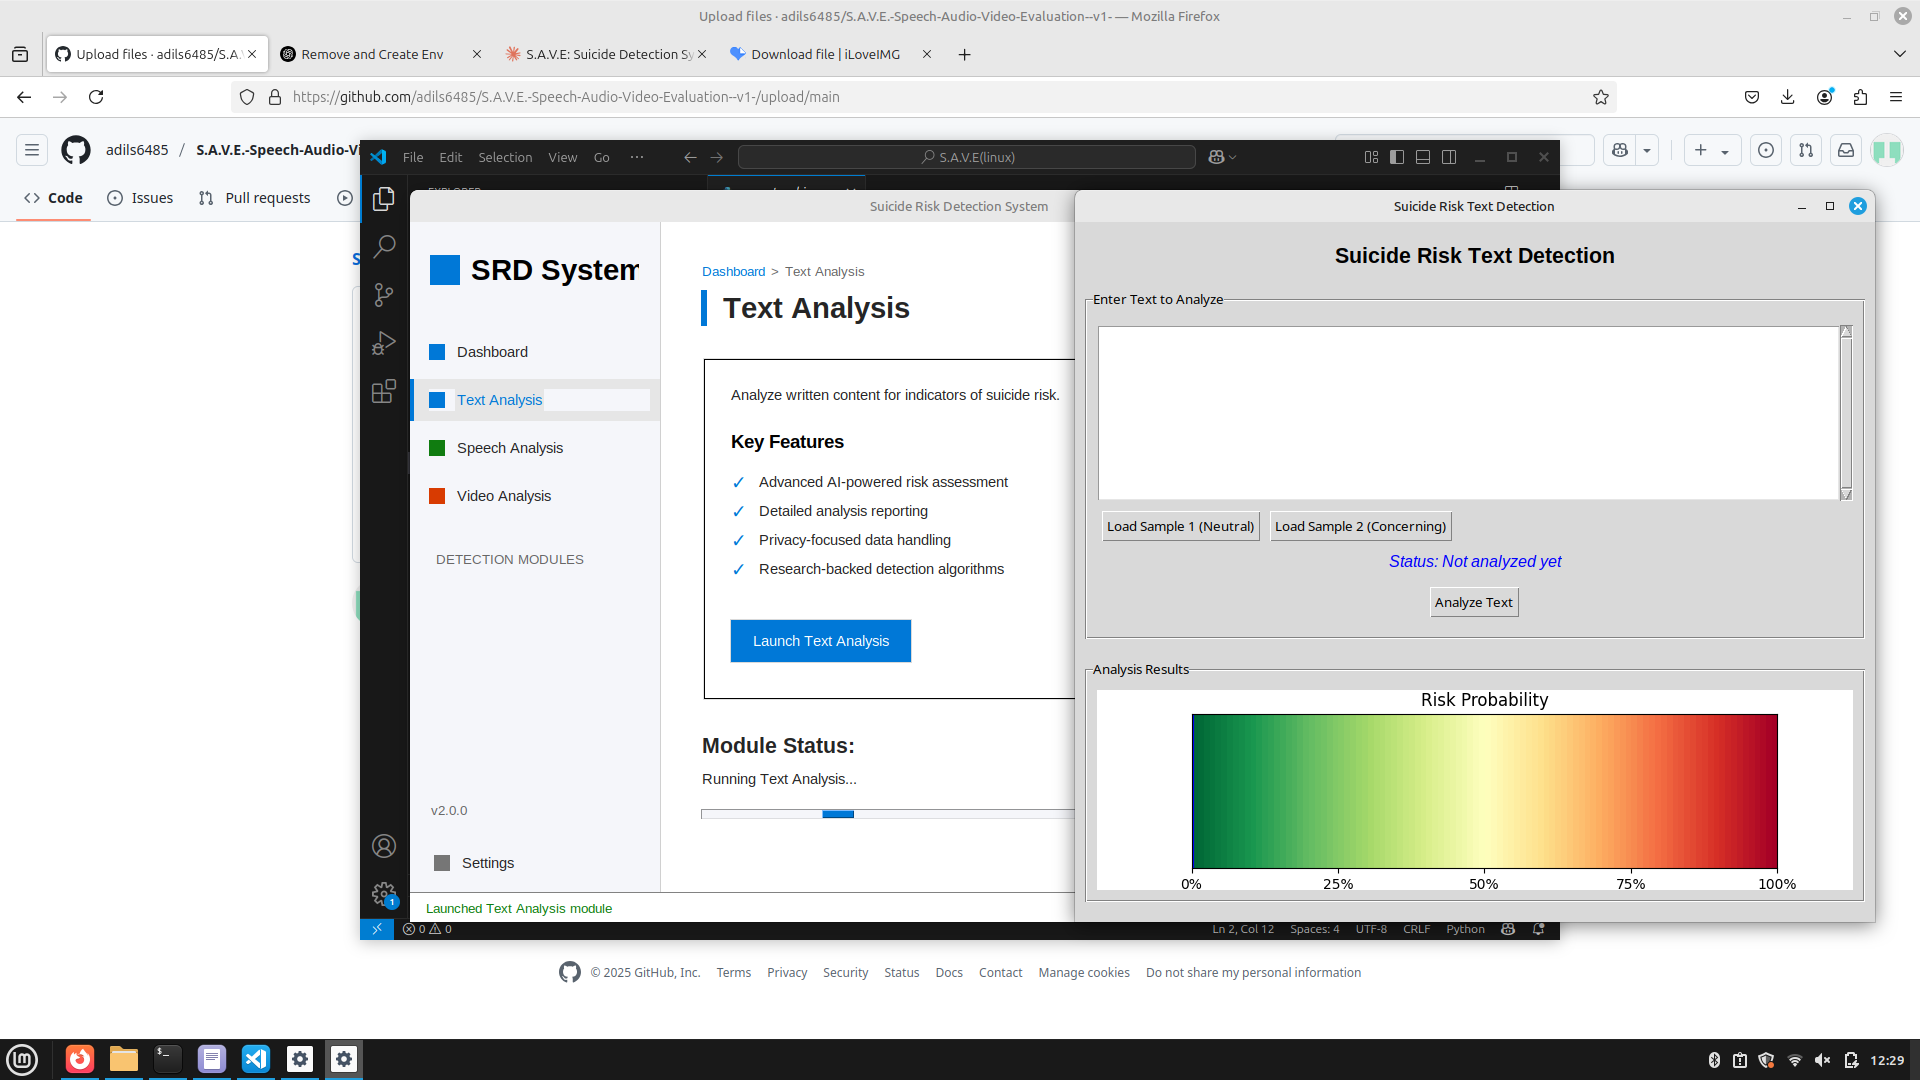 Upload files · adils6485/S.A.V.E.-Speech-Audio-Video-Evaluation--v1- — Mozilla Firefox
Upload files · adils6485/S.A.V
Remove and Create Env
S.A.V.E: Suicide Detection Sy
Download file | iLoveIMG
https://github.com/adils6485/S.A.V.E.-Speech-Audio-Video-Evaluation--v1-/upload/main
adils6485 / S.A.V.E.-Speech-Audio-Vi
Code
Issues
Pull requests
File Edit Selection View Go ···
S.A.V.E(linux)
Suicide Risk Detection System
SRD System
Dashboard
Text Analysis
Speech Analysis
Video Analysis
DETECTION MODULES
v2.0.0
Settings
Dashboard > Text Analysis
Text Analysis
Analyze written content for indicators of suicide risk.
Key Features
✓ Advanced AI-powered risk assessment
✓ Detailed analysis reporting
✓ Privacy-focused data handling
✓ Research-backed detection algorithms
Launch Text Analysis
Module Status:
Running Text Analysis...
Launched Text Analysis module
Suicide Risk Text Detection
Suicide Risk Text Detection
Enter Text to Analyze
Load Sample 1 (Neutral)
Load Sample 2 (Concerning)
Status: Not analyzed yet
Analyze Text
Analysis Results
Risk Probability
0% 25% 50% 75% 100%
1
0 0
Ln 2, Col 12 Spaces: 4 UTF-8 CRLF Python
© 2025 GitHub, Inc. Terms Privacy Security Status Docs Contact Manage cookies Do not share my personal information
12:29